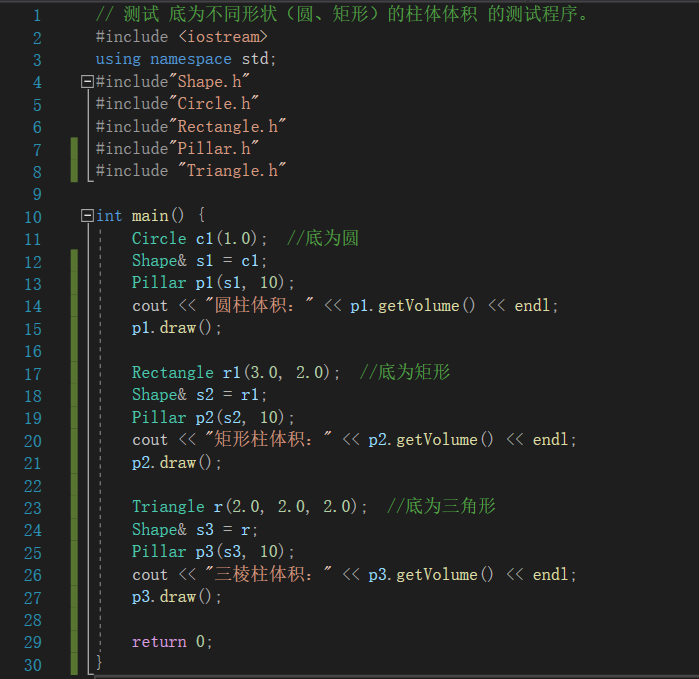 1 // 测试 底为不同形状（圆、矩形）的柱体体积 的测试程序。
2 #include <iostream>
3 using namespace std;
4 #include"Shape.h"
5 #include"Circle.h"
6 #include"Rectangle.h"
7 #include"Pillar.h"
8 #include "Triangle.h"
9
10 int main() {
11 Circle c1(1.0); //底为圆
12 Shape& s1 = c1;
13 Pillar p1(s1, 10);
14 cout << "圆柱体积：" << p1.getVolume() << endl;
15 p1.draw();
16
17 Rectangle r1(3.0, 2.0); //底为矩形
18 Shape& s2 = r1;
19 Pillar p2(s2, 10);
20 cout << "矩形柱体积：" << p2.getVolume() << endl;
21 p2.draw();
22
23 Triangle r(2.0, 2.0, 2.0); //底为三角形
24 Shape& s3 = r;
25 Pillar p3(s3, 10);
26 cout << "三棱柱体积：" << p3.getVolume() << endl;
27 p3.draw();
28
29 return 0;
30 }